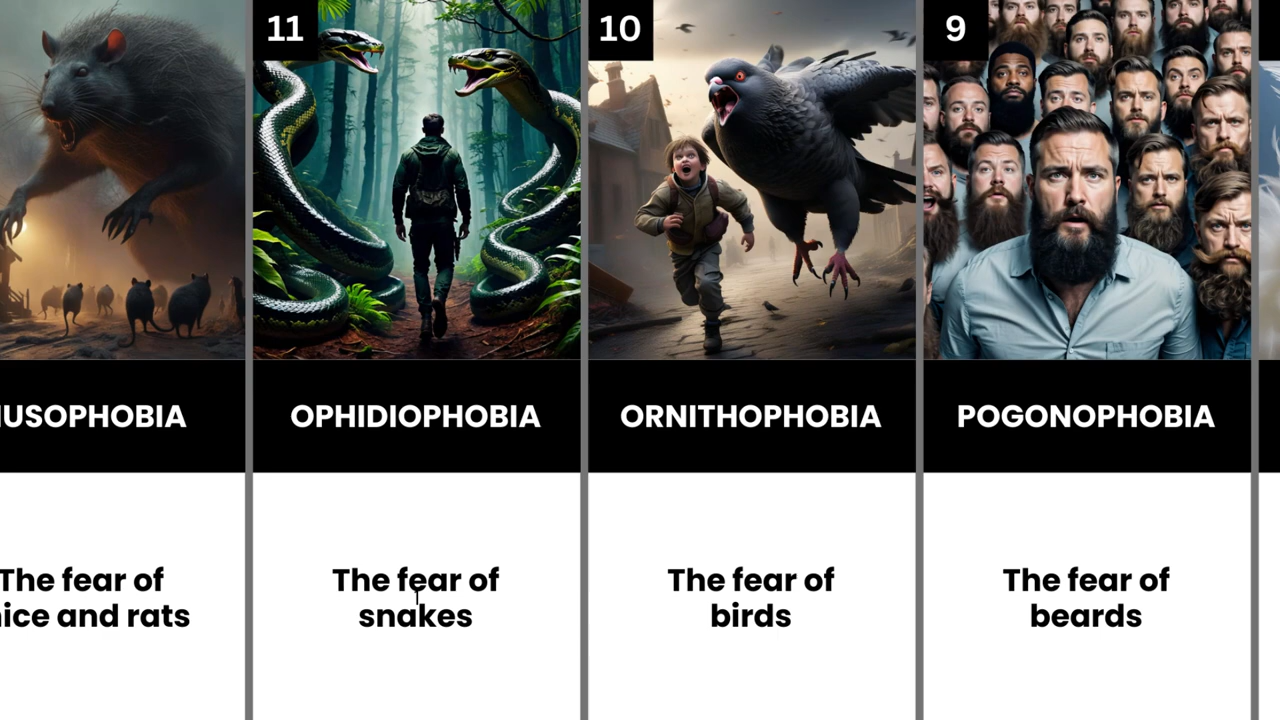 11
10
9
USOPHOBIA
OPHIDIOPHOBIA
ORNITHOPHOBIA
POGONOPHOBIA
The fear of
ice and rats
The fear of
snakes
The fear of
birds
The fear of
beards